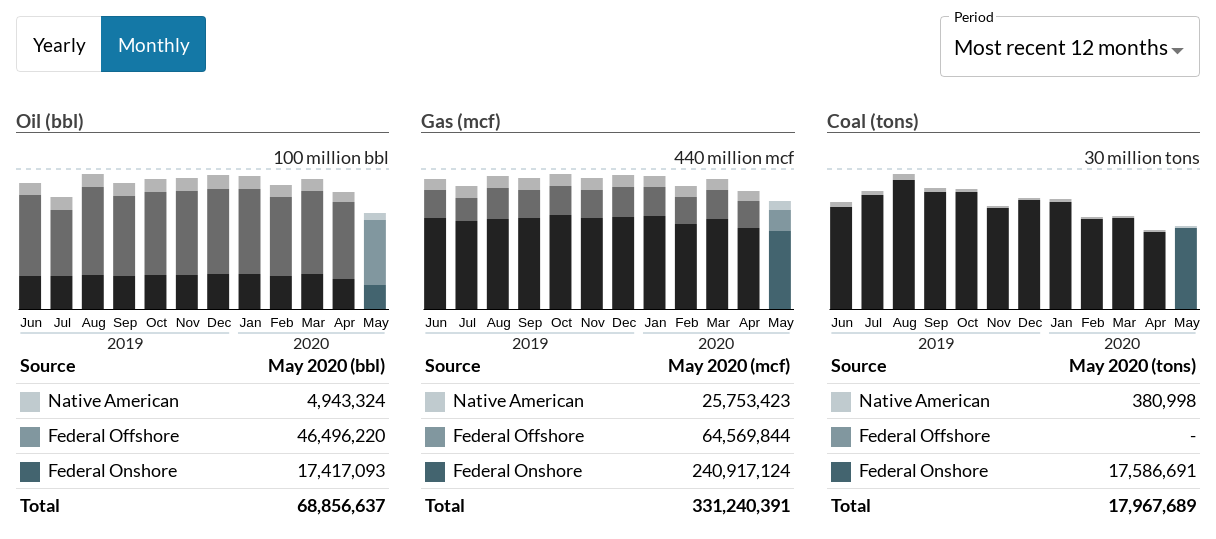 Yearly Monthly
Period
Most recent 12 months
Oil (bbl)
100 million bbl
Jun Jul Aug Sep Oct Nov Dec Jan Feb Mar Apr May
2019 2020
Source May 2020 (bbl)
Native American 4,943,324
Federal Offshore 46,496,220
Federal Onshore 17,417,093
Total 68,856,637
Gas (mcf)
440 million mcf
Jun Jul Aug Sep Oct Nov Dec Jan Feb Mar Apr May
2019 2020
Source May 2020 (mcf)
Native American 25,753,423
Federal Offshore 64,569,844
Federal Onshore 240,917,124
Total 331,240,391
Coal (tons)
30 million tons
Jun Jul Aug Sep Oct Nov Dec Jan Feb Mar Apr May
2019 2020
Source May 2020 (tons)
Native American 380,998
Federal Offshore -
Federal Onshore 17,586,691
Total 17,967,689